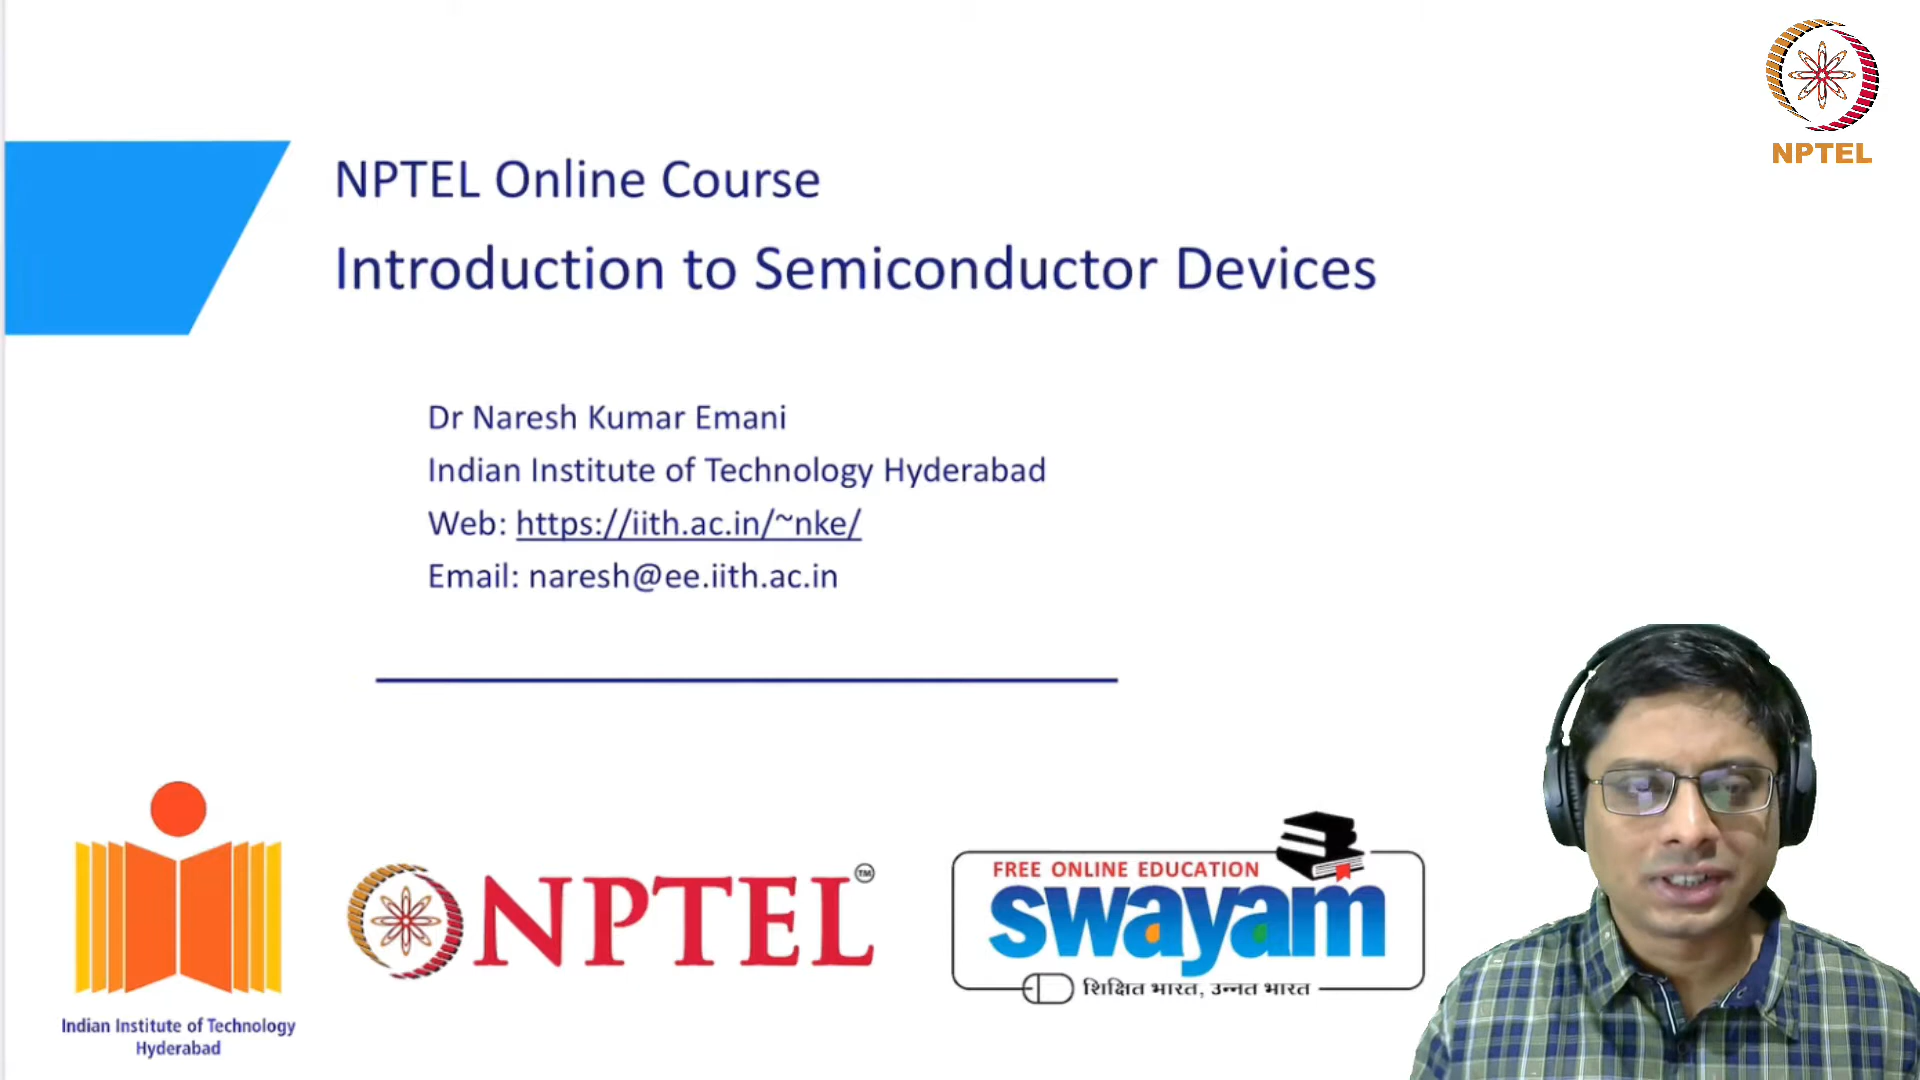 NPTEL
NPTEL Online Course
Introduction to Semiconductor Devices
Dr Naresh Kumar Emani
Indian Institute of Technology Hyderabad
Web: https://iith.ac.in/~nke/
Email: naresh@ee.iith.ac.in
Indian Institute of Technology
Hyderabad
NPTEL™
FREE ONLINE EDUCATION
swayam
शिक्षित भारत, उन्नत भारत